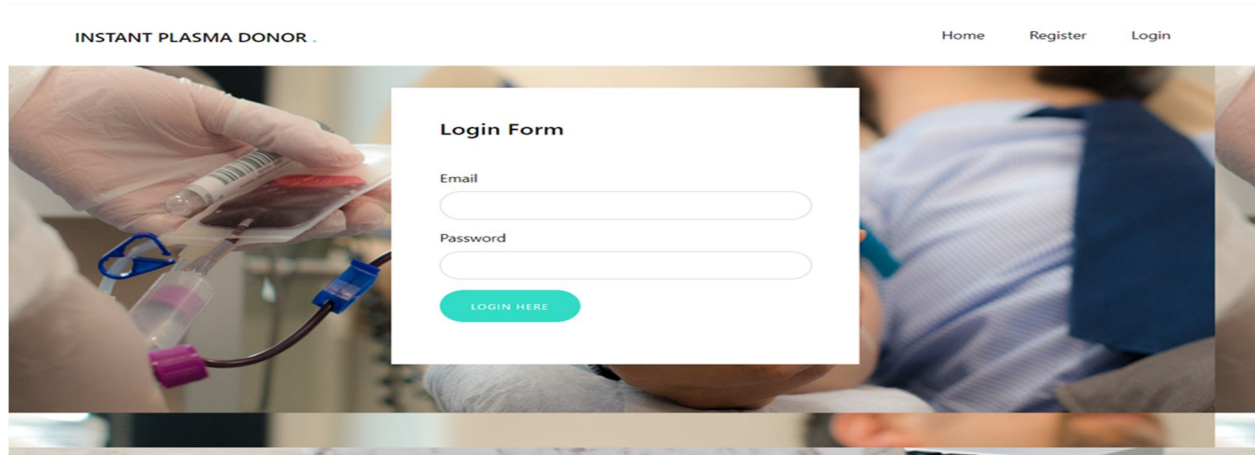 INSTANT PLASMA DONOR .
Home Register Login
Login Form
Email
Password
LOGIN HERE